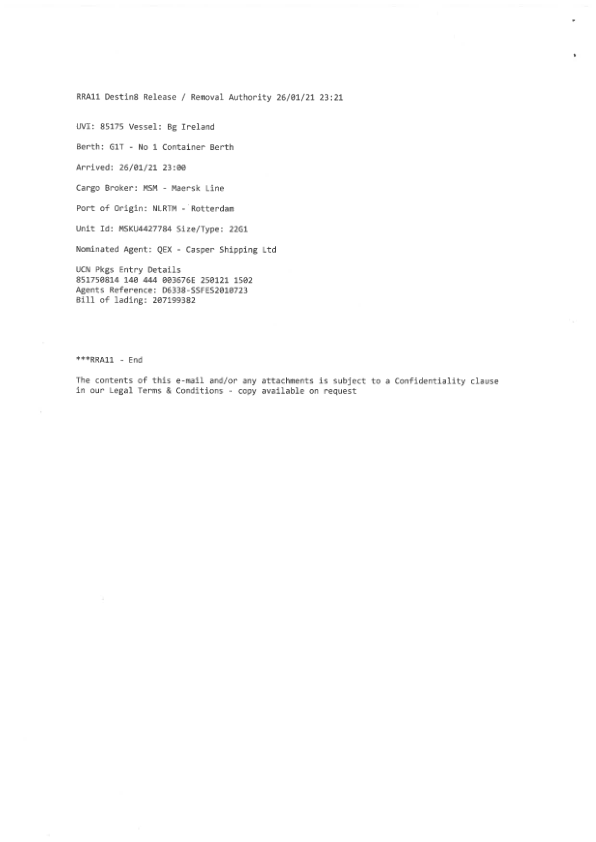 RRA11 Destin8 Release / Removal Authority 26/01/21 23:21
UVI: 85175 Vessel: Bg Ireland
Berth: G1T - No 1 Container Berth
Arrived: 26/01/21 23:00
Cargo Broker: MSM - Maersk Line
Port of Origin: NLRTM - Rotterdam
Unit Id: MSKU4427784 Size/Type: 22G1
Nominated Agent: QEX - Casper Shipping Ltd
UCN Pkgs Entry Details
851750814 140 444 003676E 250121 1502
Agents Reference: D6338-SSFES2010723
Bill of lading: 207199382
***RRA11 - End
The contents of this e-mail and/or any attachments is subject to a Confidentiality clause
in our Legal Terms & Conditions - copy available on request